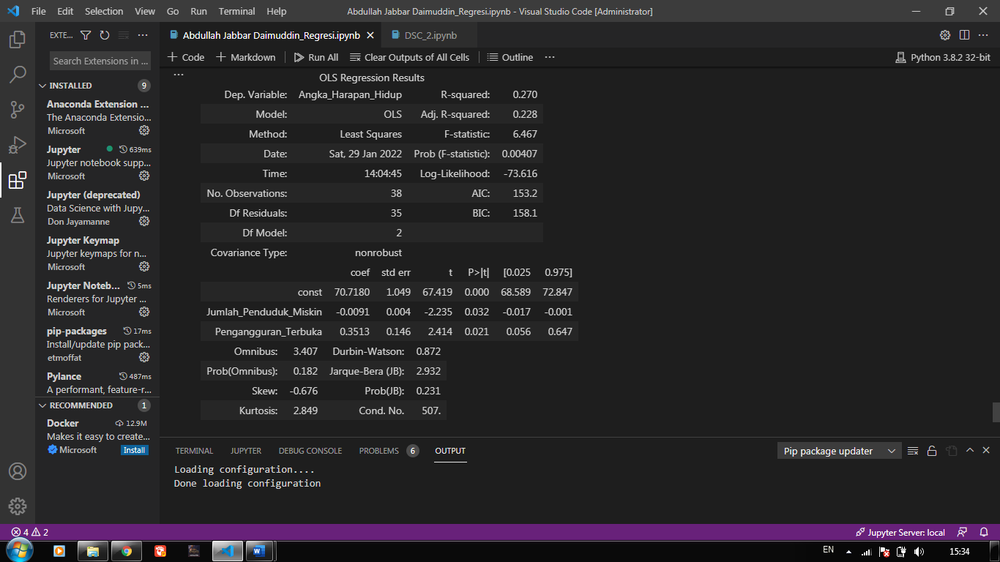 File Edit Selection View Go Run Terminal Help Abdullah Jabbar Daimuddin_Regresi.ipynb - Visual Studio Code [Administrator]
EXTE...
Abdullah Jabbar Daimuddin_Regresi.ipynb DSC_2.ipynb
Search Extensions in ...
Code Markdown Run All Clear Outputs of All Cells Outline Python 3.8.2 32-bit
INSTALLED 9
Anaconda Extension ...
The Anaconda Extensio...
Microsoft
Jupyter 639ms
Jupyter notebook supp...
Microsoft
Jupyter (deprecated)
Data Science with Jupy...
Don Jayamanne
Jupyter Keymap
Jupyter keymaps for n...
Microsoft
Jupyter Noteb... 5ms
Renderers for Jupyter ...
Microsoft
pip-packages 17ms
Install/update pip pack...
etmoffat
Pylance 487ms
A performant, feature-r...
RECOMMENDED 1
Docker 12.9M
Makes it easy to create...
Microsoft Install
OLS Regression Results
Dep. Variable: Angka_Harapan_Hidup R-squared: 0.270
Model: OLS Adj. R-squared: 0.228
Method: Least Squares F-statistic: 6.467
Date: Sat, 29 Jan 2022 Prob (F-statistic): 0.00407
Time: 14:04:45 Log-Likelihood: -73.616
No. Observations: 38 AIC: 153.2
Df Residuals: 35 BIC: 158.1
Df Model: 2
Covariance Type: nonrobust
coef std err t P>|t| [0.025 0.975]
const 70.7180 1.049 67.419 0.000 68.589 72.847
Jumlah_Penduduk_Miskin -0.0091 0.004 -2.235 0.032 -0.017 -0.001
Pengangguran_Terbuka 0.3513 0.146 2.414 0.021 0.056 0.647
Omnibus: 3.407 Durbin-Watson: 0.872
Prob(Omnibus): 0.182 Jarque-Bera (JB): 2.932
Skew: -0.676 Prob(JB): 0.231
Kurtosis: 2.849 Cond. No. 507.
TERMINAL JUPYTER DEBUG CONSOLE PROBLEMS 6 OUTPUT Pip package updater
Loading configuration....
Done loading configuration
4 2 Jupyter Server: local
EN 15:34